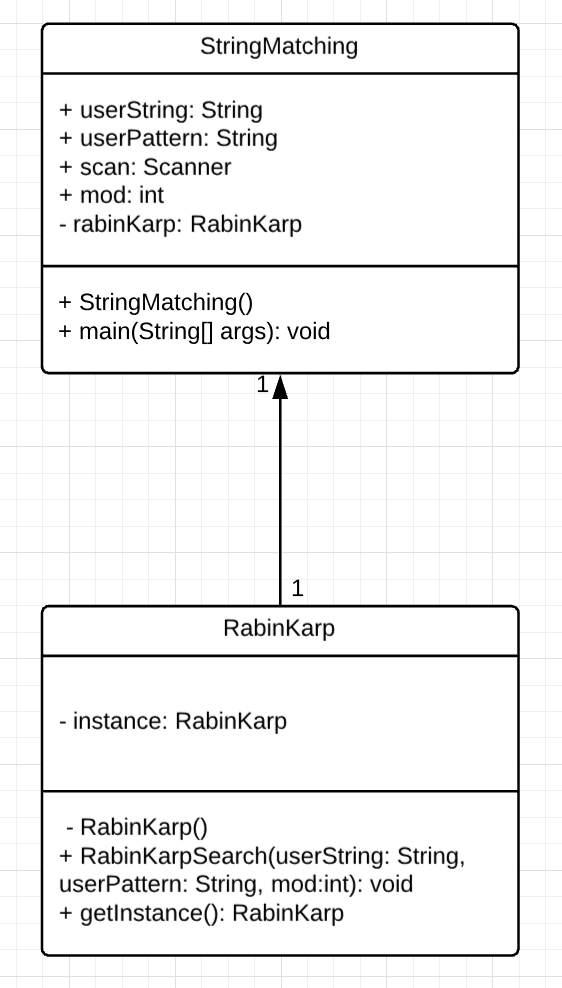 StringMatching
+ userString: String
+ userPattern: String
+ scan: Scanner
+ mod: int
- rabinKarp: RabinKarp
+ StringMatching()
+ main(String[] args): void
1
1
RabinKarp
- instance: RabinKarp
- RabinKarp()
+ RabinKarpSearch(userString: String,
userPattern: String, mod:int): void
+ getInstance(): RabinKarp